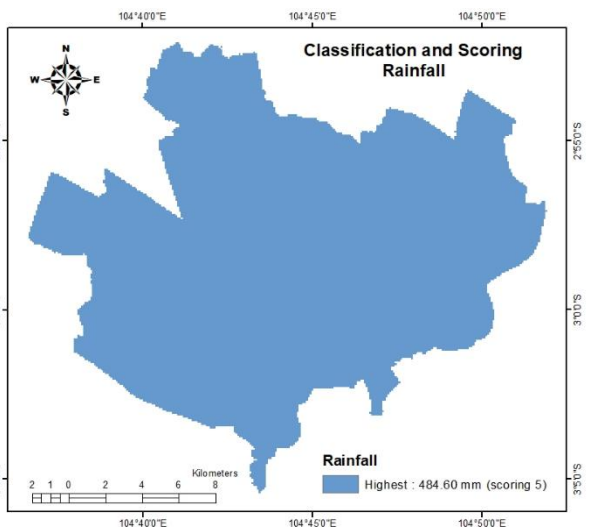 104°40'0"E 104°45'0"E 104°50'0"E
Classification and Scoring
Rainfall
N
W E
S
2°55'0"S
3°0'0"S
3°5'0"S
Kilometers
2 1 0 2 4 6 8
Rainfall
Highest : 484.60 mm (scoring 5)
104°40'0"E 104°45'0"E 104°50'0"E